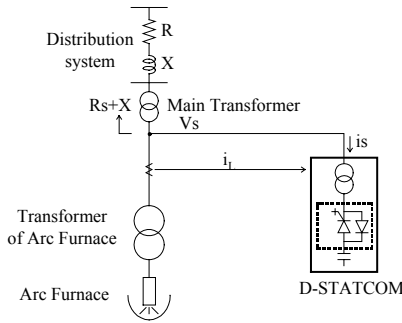 R
Distribution
system
X
Rs+X
Main Transformer
Vs
is
iL
Transformer
of Arc Furnace
+
D-STATCOM
Arc Furnace